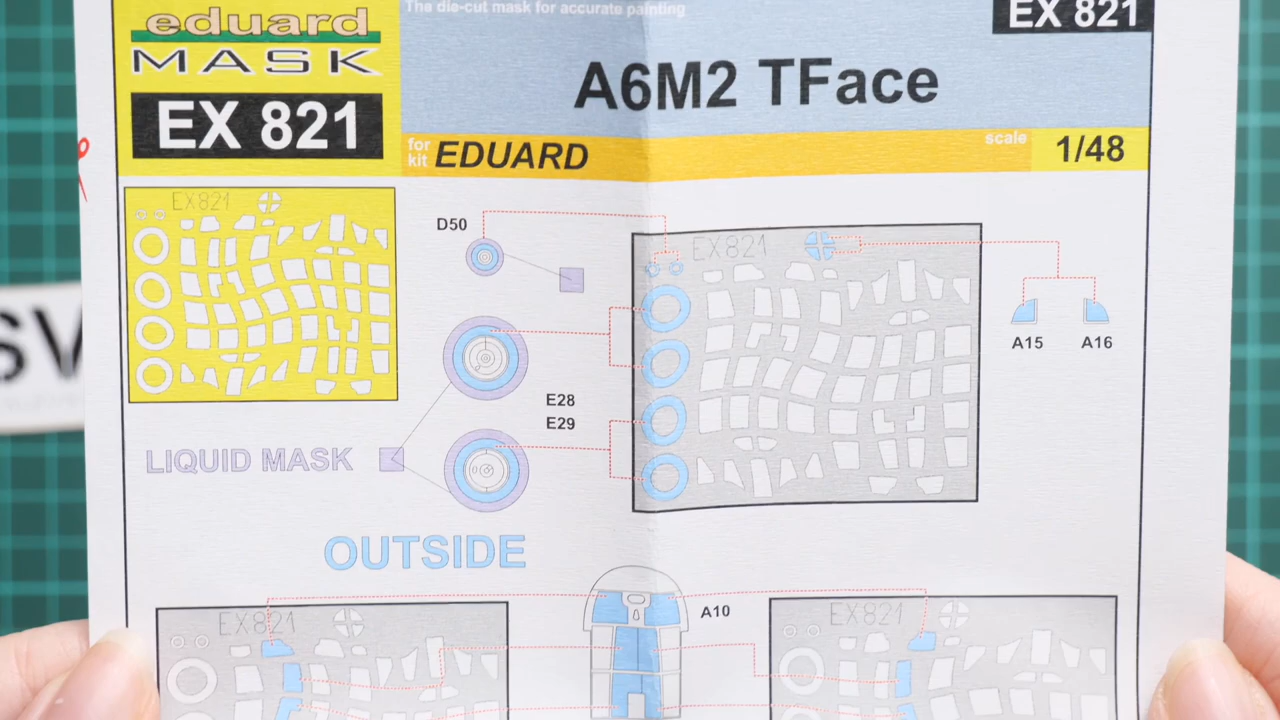 eduard
MASK
EX 821
The die-cut mask for accurate painting
EX 821
A6M2 TFace
for kit EDUARD
scale 1/48
EX821
D50
EX821
A15
A16
E28
E29
LIQUID MASK
OUTSIDE
A10
EX821
EX821